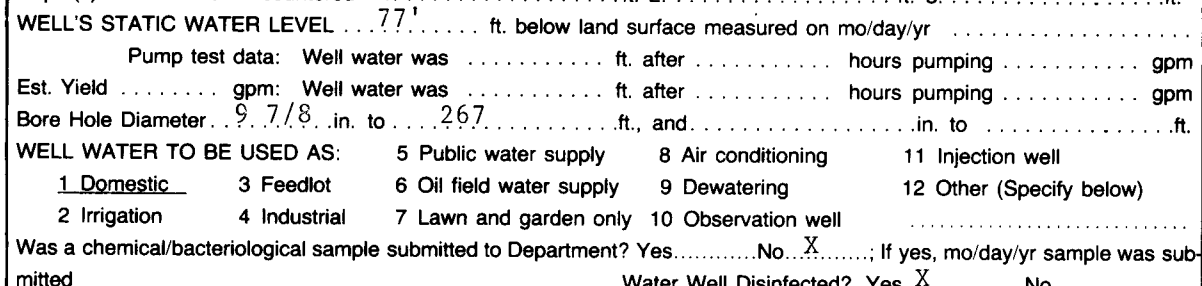 WELL'S STATIC WATER LEVEL ...77'...... ft. below land surface measured on mo/day/yr ....................
Pump test data: Well water was ............ ft. after ............ hours pumping ............ gpm
Est. Yield ........ gpm: Well water was ............ ft. after ............ hours pumping ............ gpm
Bore Hole Diameter..9 7/8..in. to ....267............ft., and....................in. to ................ft.
WELL WATER TO BE USED AS: 5 Public water supply 8 Air conditioning 11 Injection well
1 Domestic 3 Feedlot 6 Oil field water supply 9 Dewatering 12 Other (Specify below)
2 Irrigation 4 Industrial 7 Lawn and garden only 10 Observation well ............................
Was a chemical/bacteriological sample submitted to Department? Yes............No...X.......; If yes, mo/day/yr sample was sub-
mitted Water Well Disinfected? Yes X No